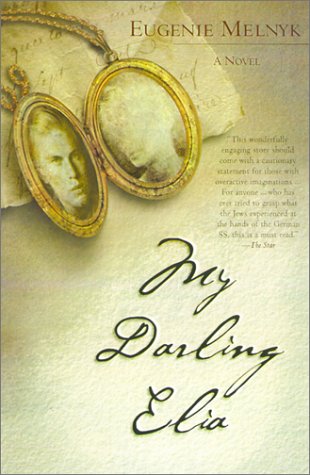 EUGENIE MELNYK
A NOVEL
This wonderfully
engaging story should
come with a cautionary
statement for those with
overactive imaginations ...
For anyone ... who has
ever tried to grasp what
the Jews experienced at
the hands of the German
SS, this is a must read."
— The Star
My
Darling
Elia